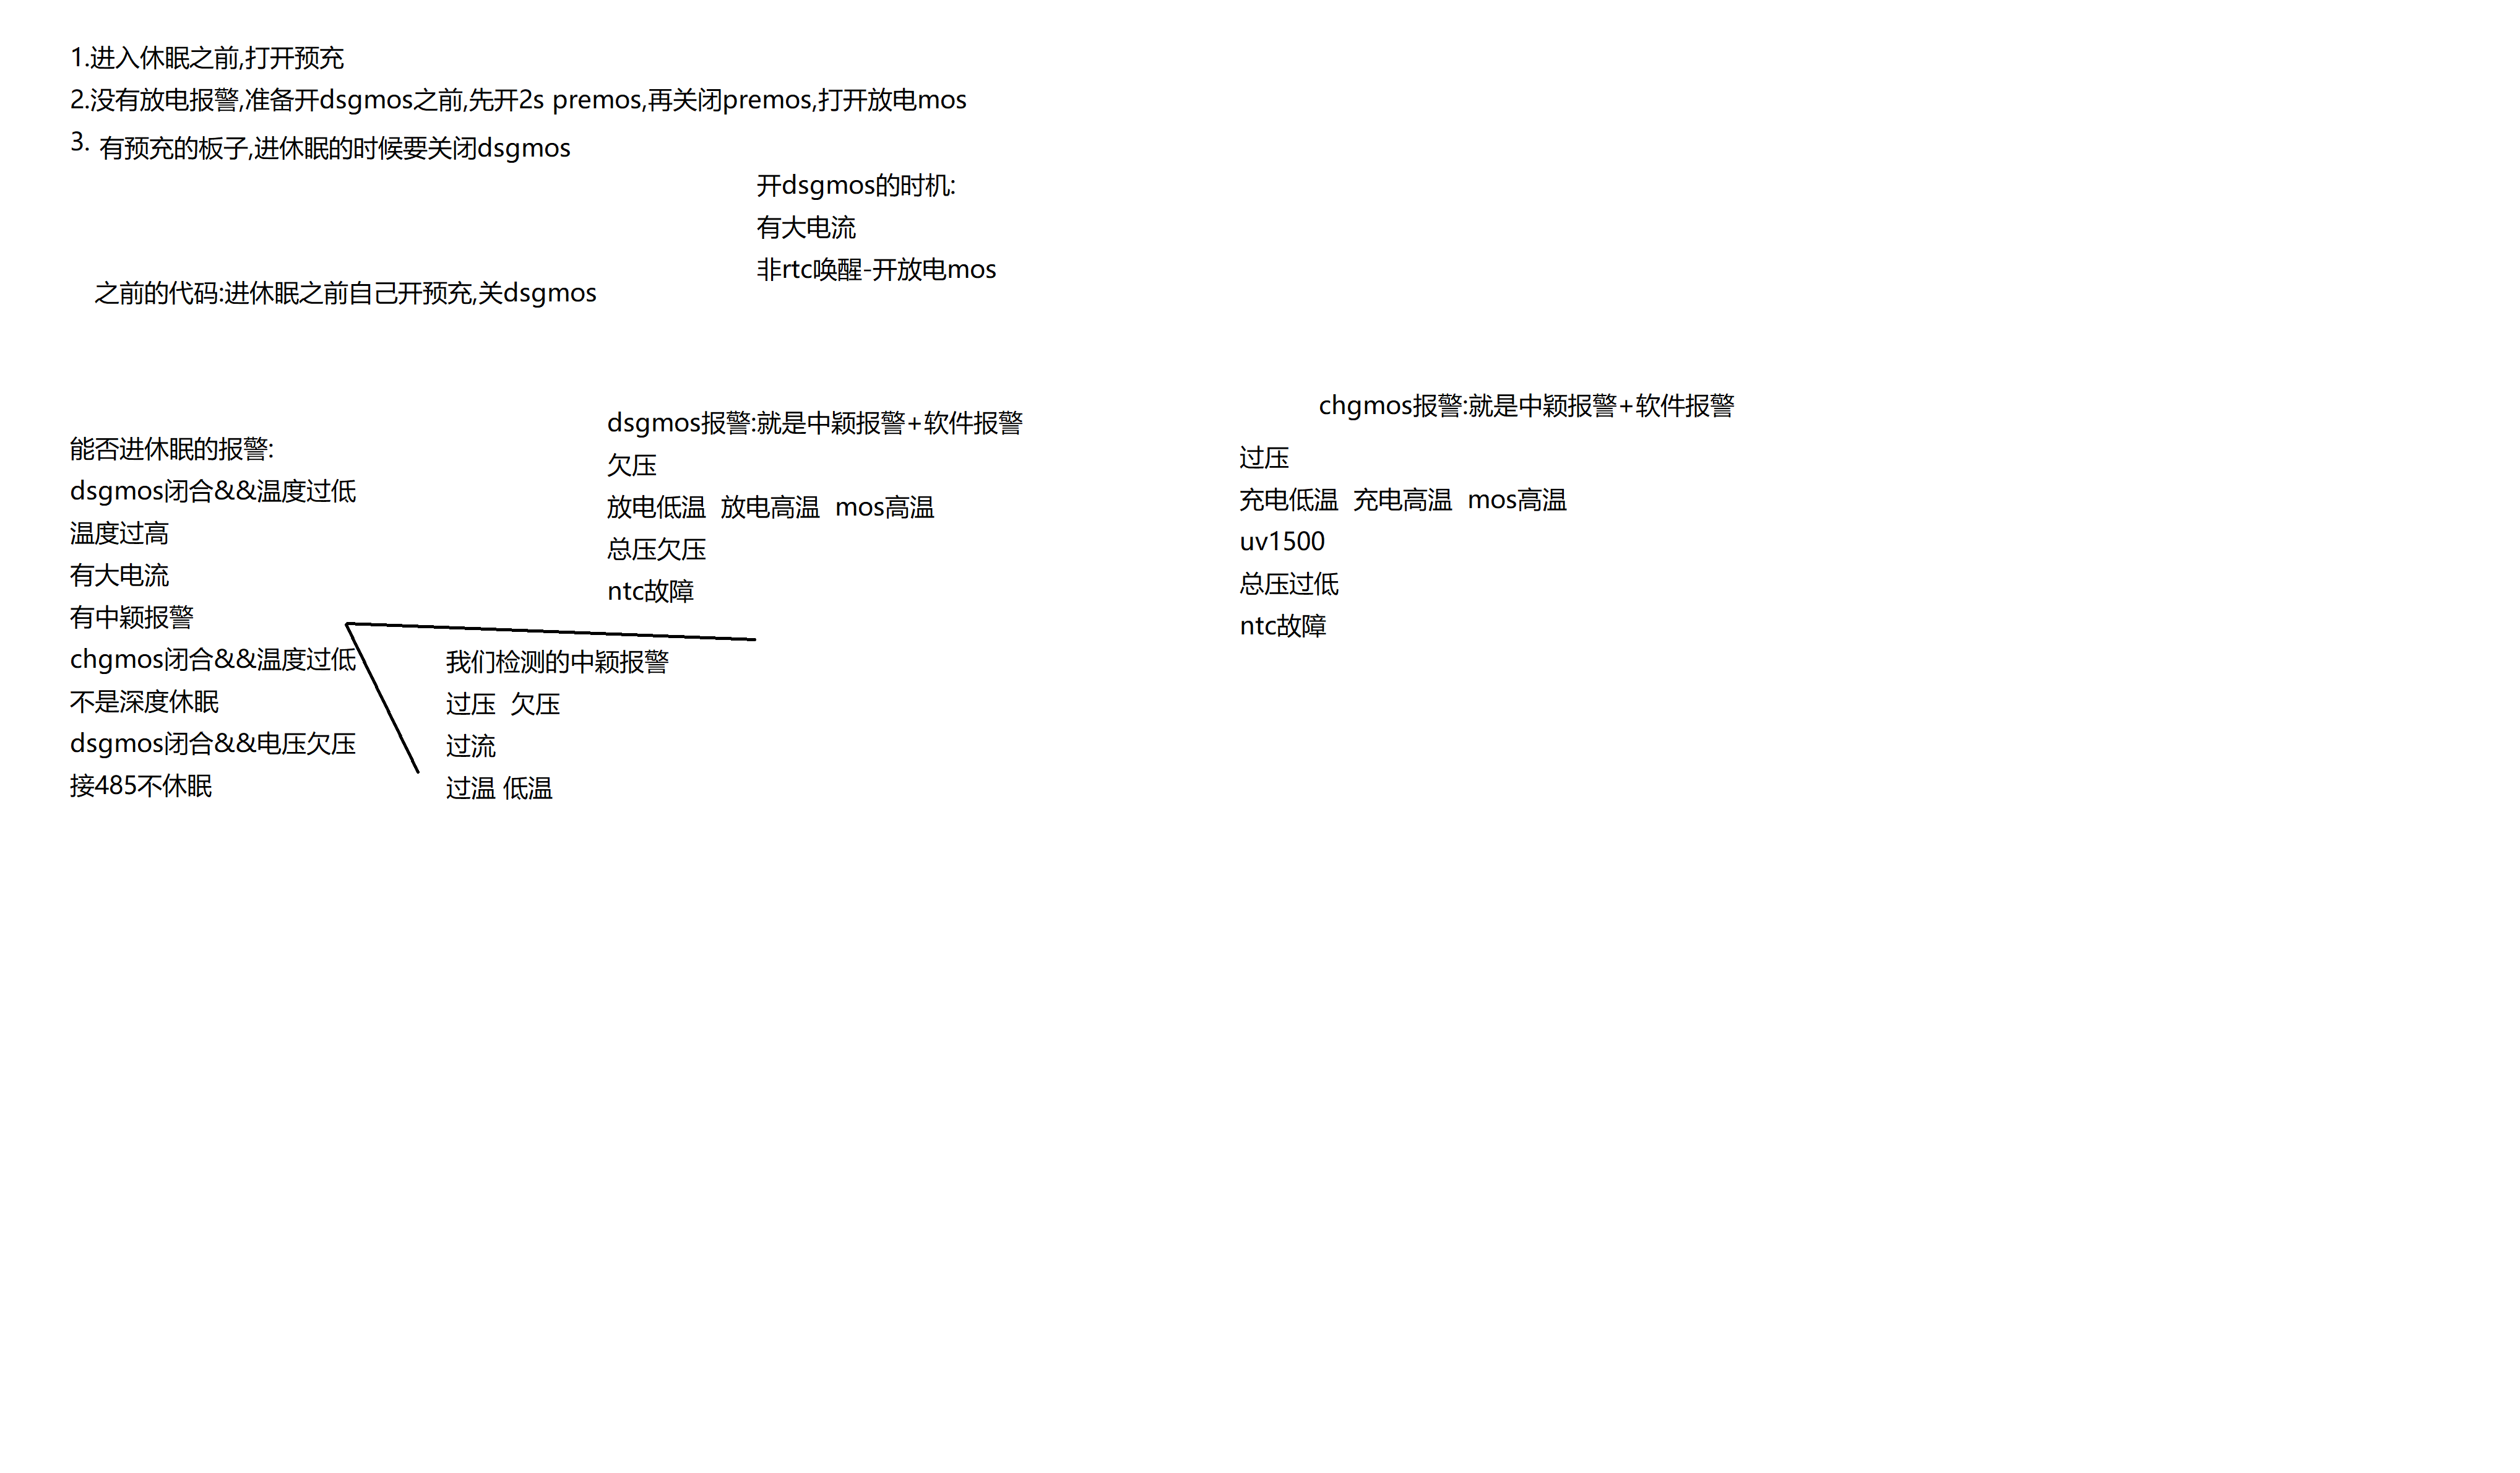 1.进入休眠之前,打开预充
2.没有放电报警,准备开dsgmos之前,先开2s premos,再关闭premos,打开放电mos
3. 有预充的板子,进休眠的时候要关闭dsgmos
开dsgmos的时机:
有大电流
非rtc唤醒-开放电mos
之前的代码:进休眠之前自己开预充,关dsgmos
能否进休眠的报警:
dsgmos闭合&&温度过低
温度过高
有大电流
有中颖报警
chgmos闭合&&温度过低
不是深度休眠
dsgmos闭合&&电压欠压
接485不休眠
我们检测的中颖报警
过压 欠压
过流
过温 低温
dsgmos报警:就是中颖报警+软件报警
欠压
放电低温 放电高温 mos高温
总压欠压
ntc故障
chgmos报警:就是中颖报警+软件报警
过压
充电低温 充电高温 mos高温
uv1500
总压过低
ntc故障